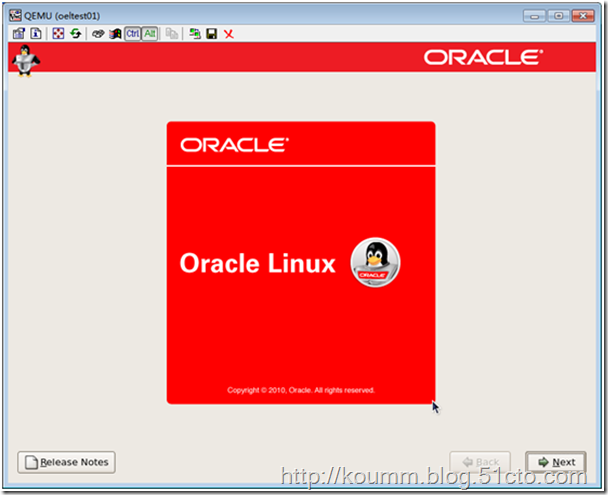 QEMU (oeltest01)
Ctrl Alt
ORACLE®
ORACLE®
Oracle Linux
ORACLE
Copyright © 2010, Oracle. All rights reserved.
Release Notes
Back
Next
http://koumm.blog.51cto.com